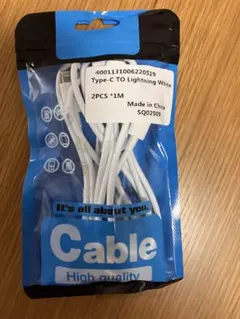 4001131006220519
Type-C TO Lightning White
2PCS *1M
Made in China
SQ02509
It's all about you.
Cable
High quality